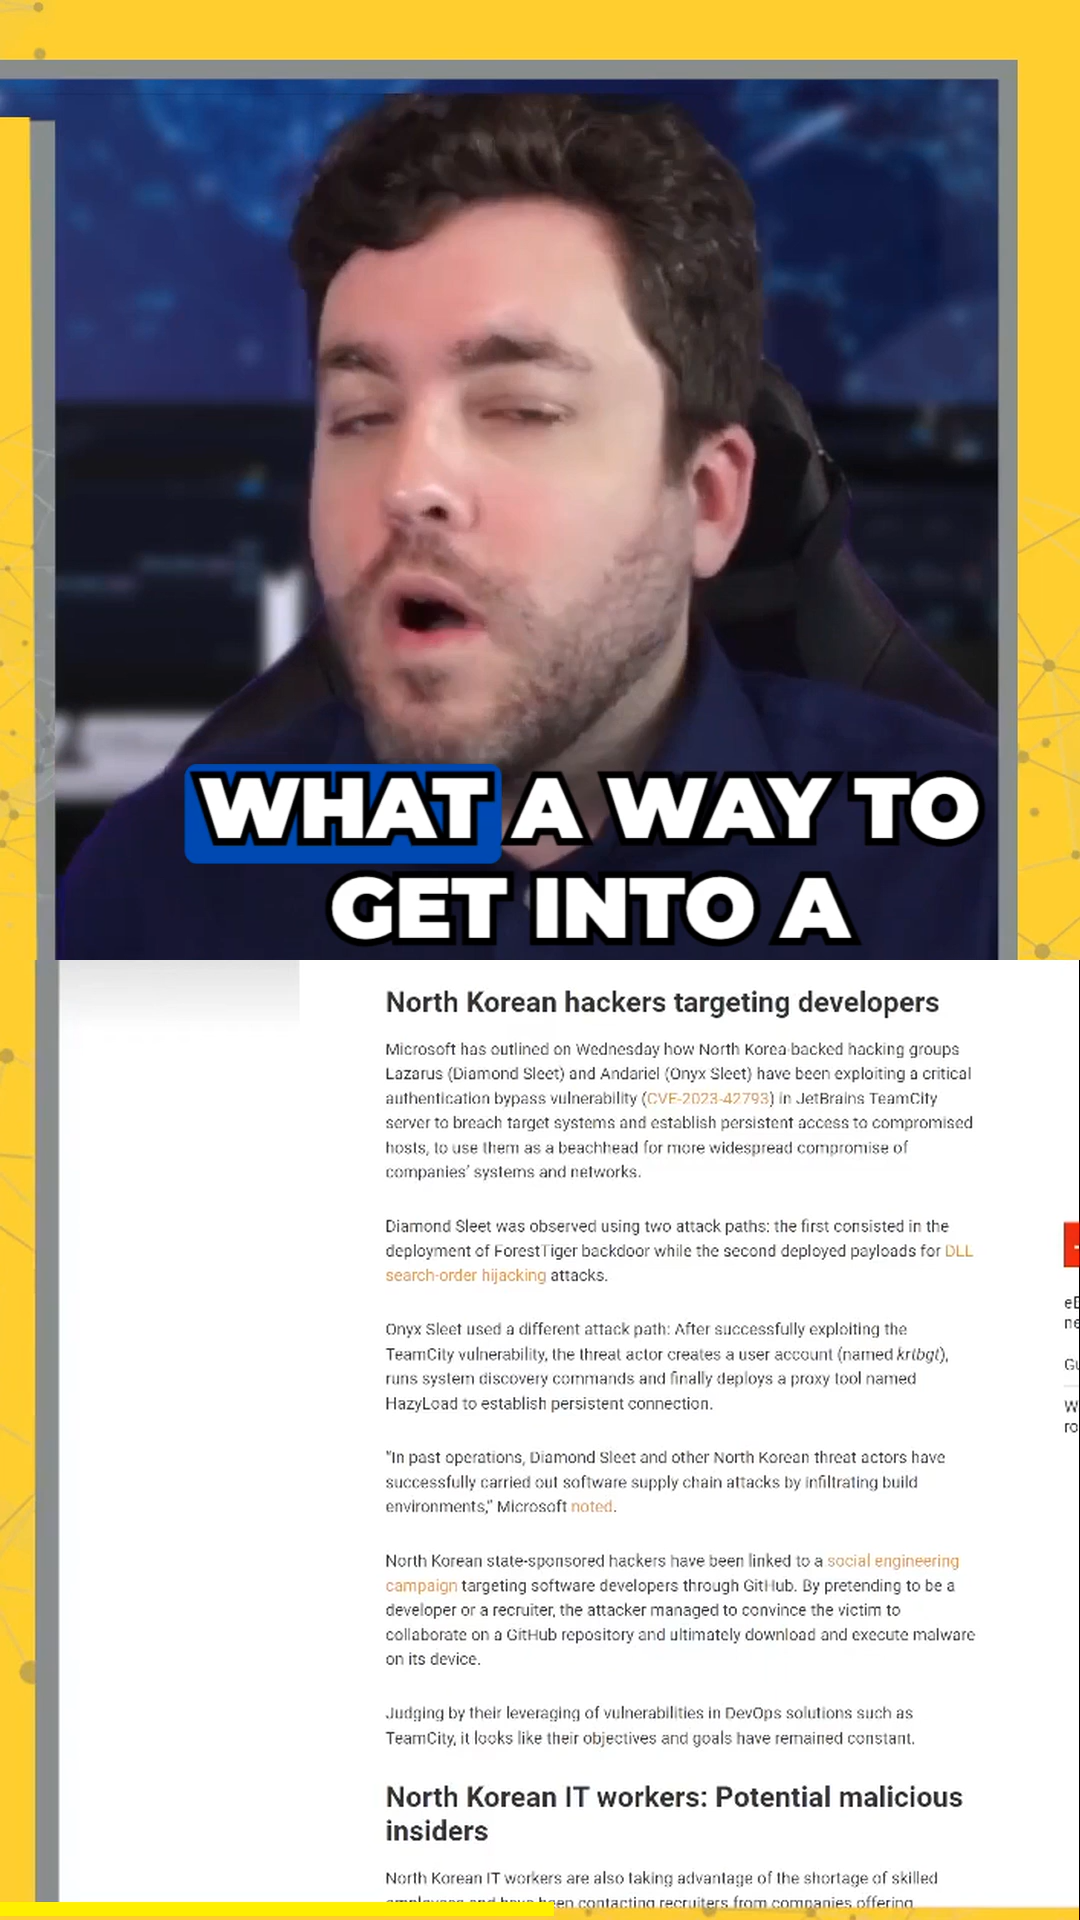 WHAT A WAY TO
GET INTO A
North Korean hackers targeting developers
Microsoft has outlined on Wednesday how North Korea-backed hacking groups
Lazarus (Diamond Sleet) and Andariel (Onyx Sleet) have been exploiting a critical
authentication bypass vulnerability (CVE-2023-42793) in JetBrains TeamCity
server to breach target systems and establish persistent access to compromised
hosts, to use them as a beachhead for more widespread compromise of
companies’ systems and networks.
Diamond Sleet was observed using two attack paths: the first consisted in the
deployment of ForestTiger backdoor while the second deployed payloads for DLL
search-order hijacking attacks.
Onyx Sleet used a different attack path: After successfully exploiting the
TeamCity vulnerability, the threat actor creates a user account (named krtbgt),
runs system discovery commands and finally deploys a proxy tool named
HazyLoad to establish persistent connection.
“In past operations, Diamond Sleet and other North Korean threat actors have
successfully carried out software supply chain attacks by infiltrating build
environments,” Microsoft noted.
North Korean state-sponsored hackers have been linked to a social engineering
campaign targeting software developers through GitHub. By pretending to be a
developer or a recruiter, the attacker managed to convince the victim to
collaborate on a GitHub repository and ultimately download and execute malware
on its device.
Judging by their leveraging of vulnerabilities in DevOps solutions such as
TeamCity, it looks like their objectives and goals have remained constant.
North Korean IT workers: Potential malicious
insiders
North Korean IT workers are also taking advantage of the shortage of skilled
employees and have been contacting recruiters from companies offering